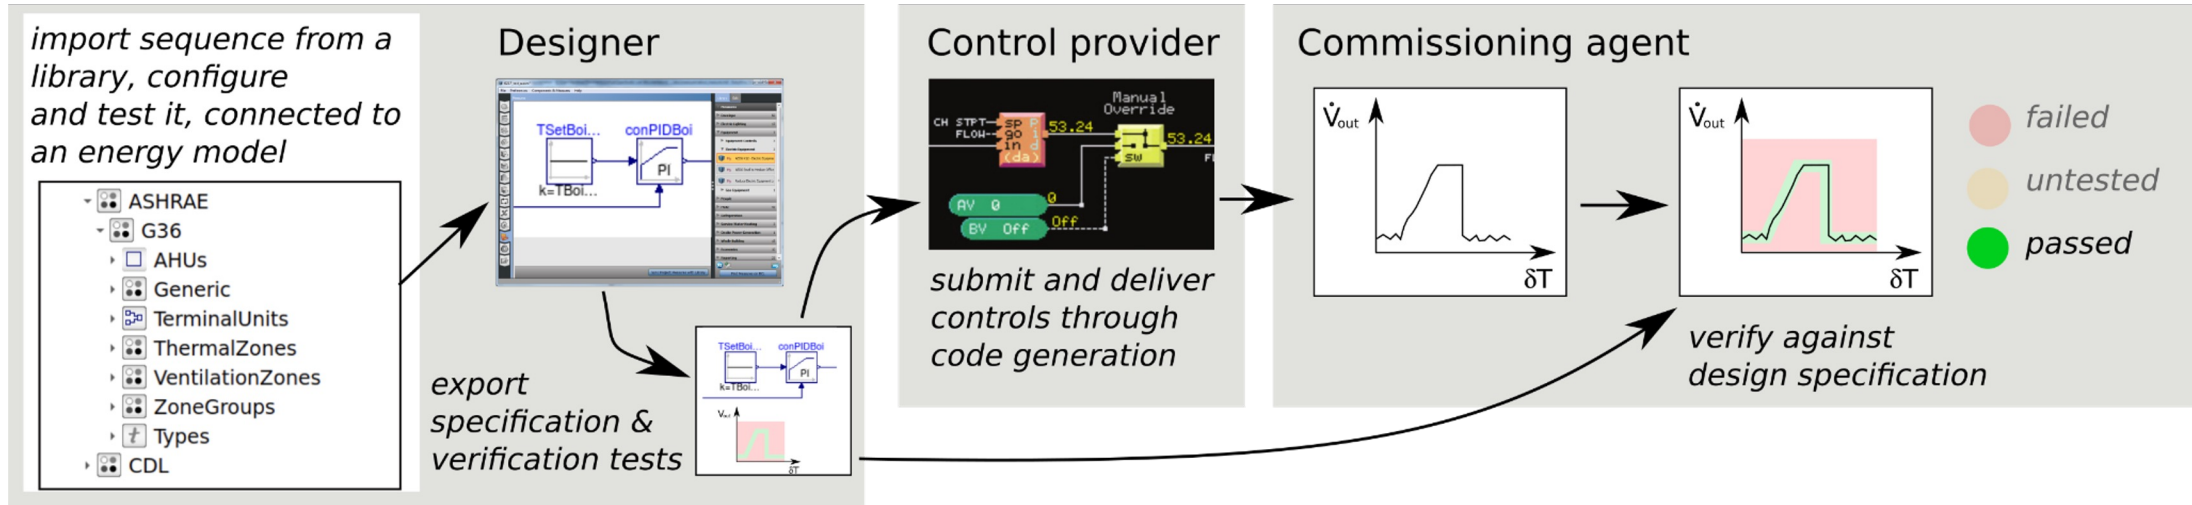 import sequence from a
library, configure
and test it, connected to
an energy model
ASHRAE
G36
AHUs
Generic
TerminalUnits
ThermalZones
VentilationZones
ZoneGroups
Types
CDL
Designer
TSetBoi...
conPIDBoi
PI
k=TBoi...
export
specification &
verification tests
TSetBoi...
conPIDBoi
PI
k=TBoi...
V̇out
δT
Control provider
Manual
Override
CH STPT
FLOW
sp
go
in
P
i
d
(da)
53.24
SW
53.24
AV 0
0
BV Off
Off
submit and deliver
controls through
code generation
Commissioning agent
V̇out
δT
V̇out
δT
failed
untested
passed
verify against
design specification